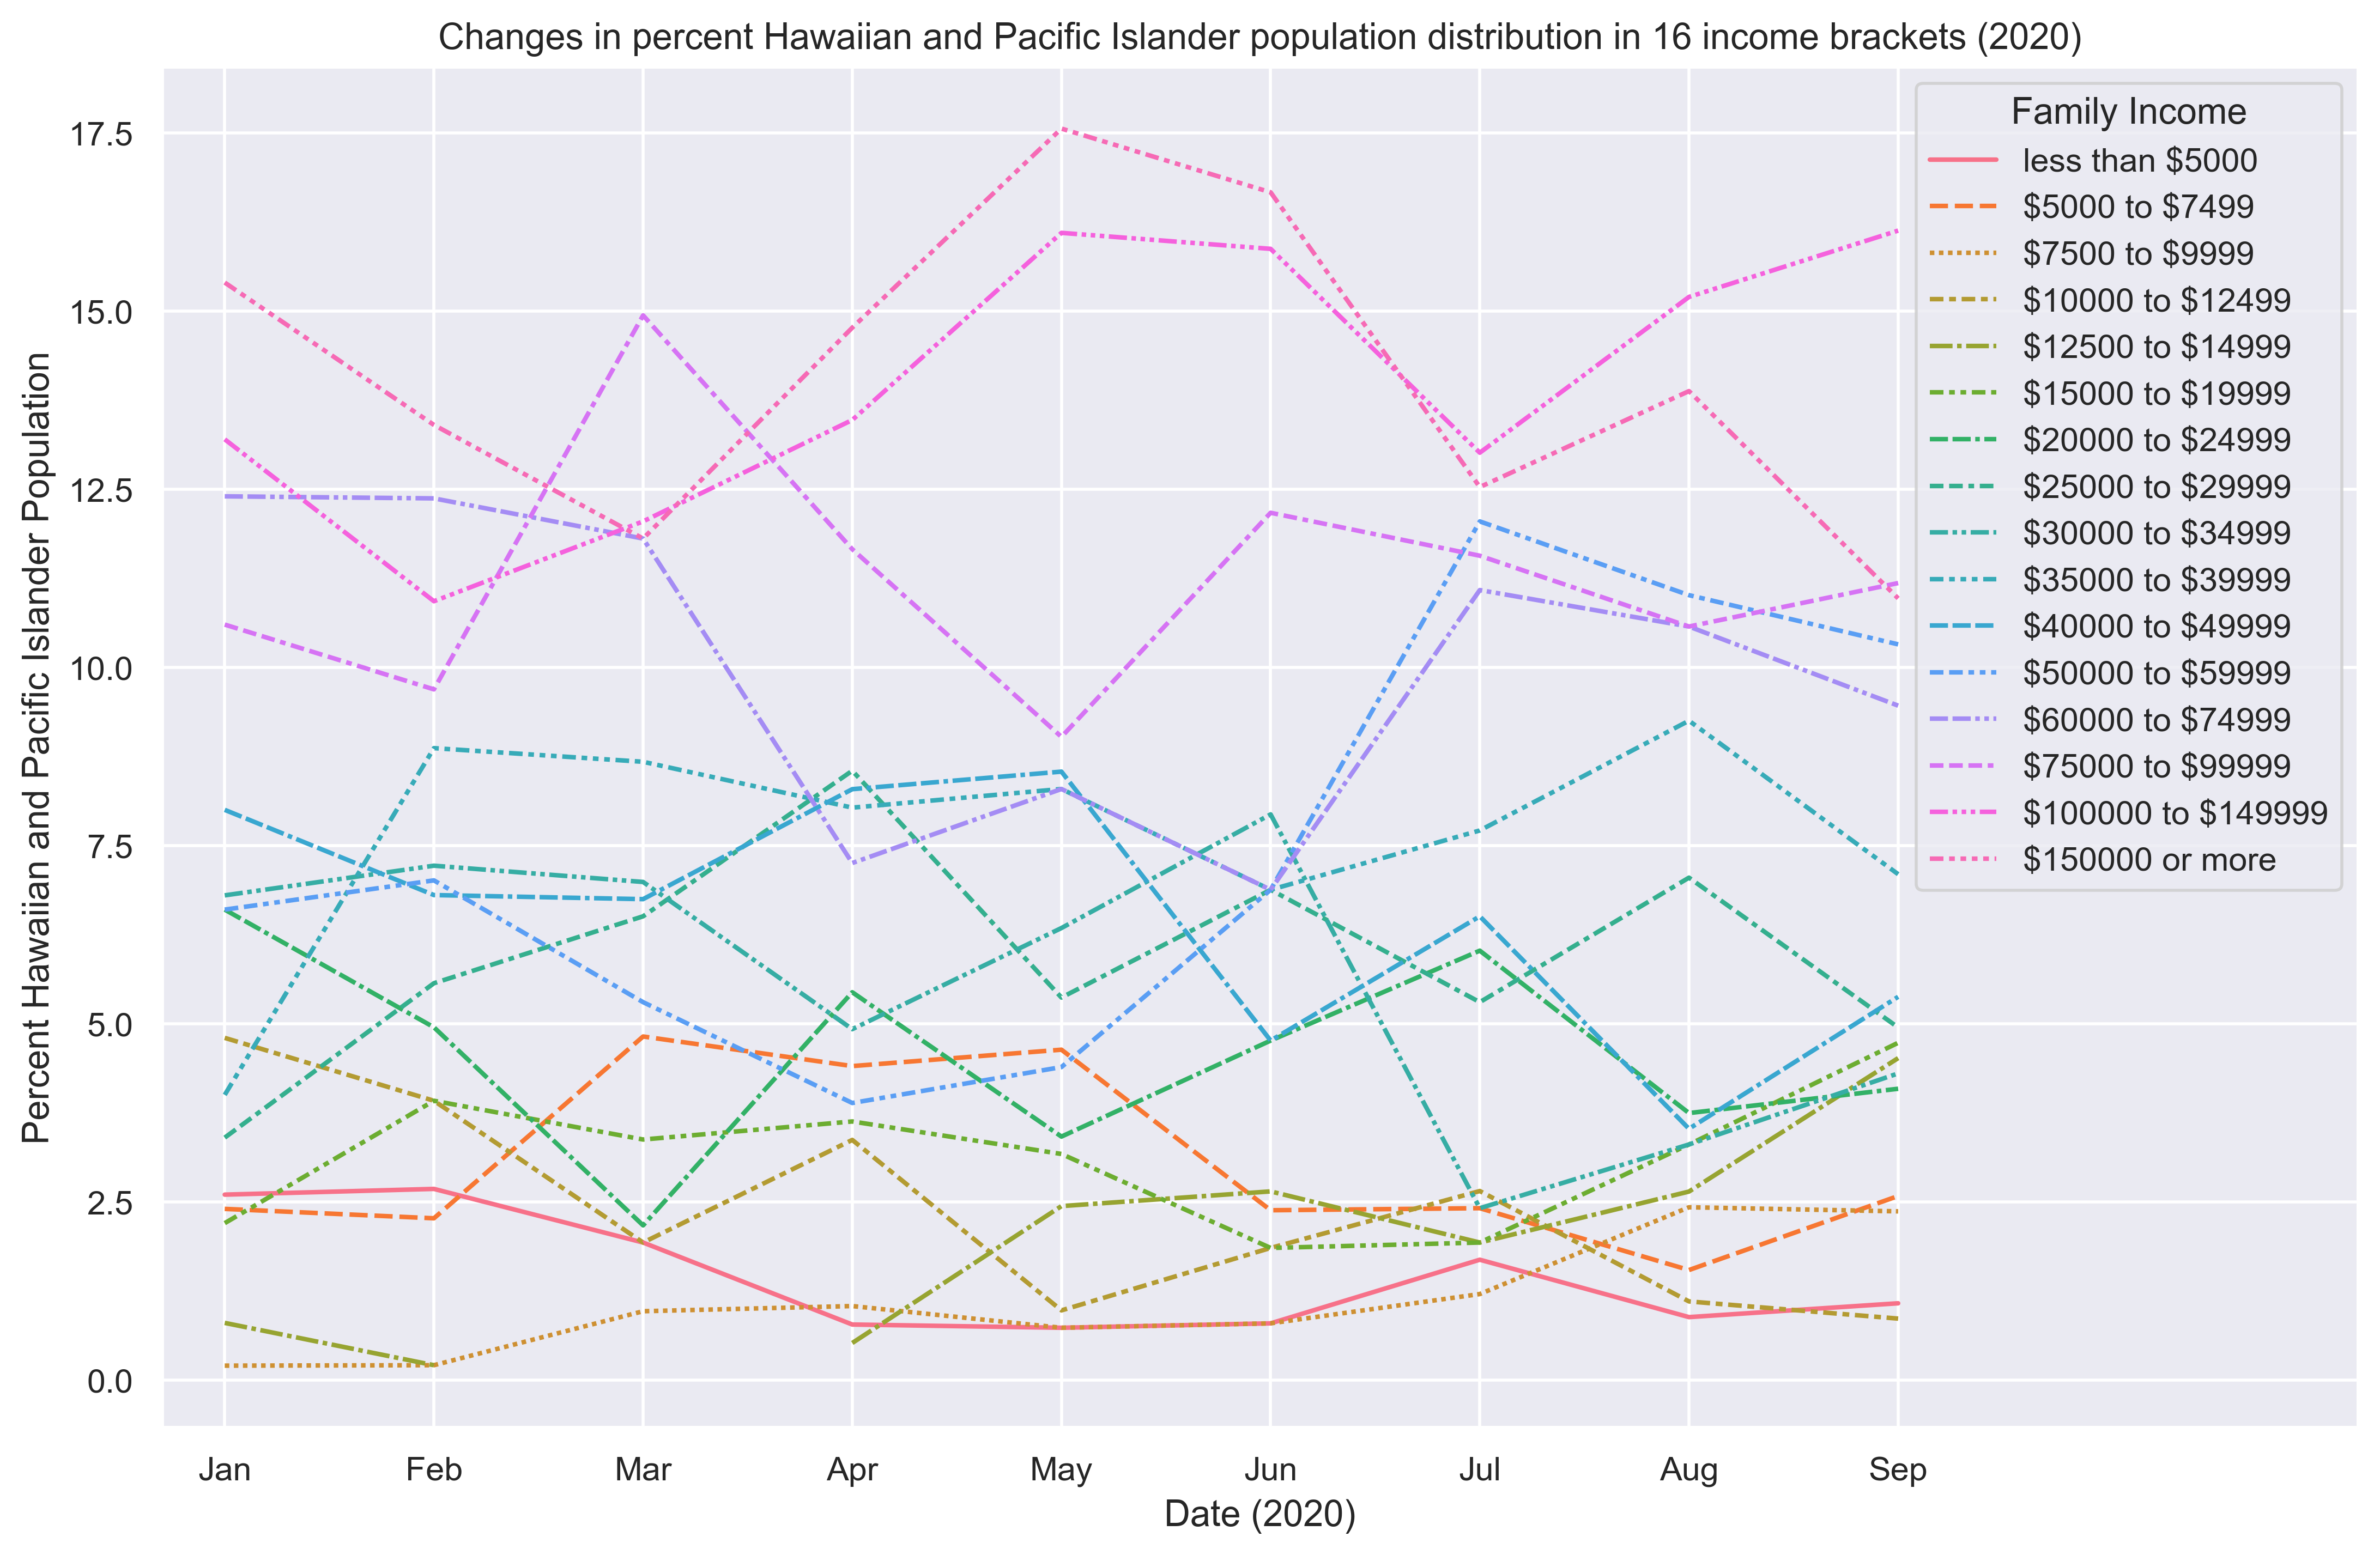 Changes in percent Hawaiian and Pacific Islander population distribution in 16 income brackets (2020)
Percent Hawaiian and Pacific Islander Population
17.5
15.0
12.5
10.0
7.5
5.0
2.5
0.0
Family Income
less than $5000
$5000 to $7499
$7500 to $9999
$10000 to $12499
$12500 to $14999
$15000 to $19999
$20000 to $24999
$25000 to $29999
$30000 to $34999
$35000 to $39999
$40000 to $49999
$50000 to $59999
$60000 to $74999
$75000 to $99999
$100000 to $149999
$150000 or more
Jan Feb Mar Apr May Jun Jul Aug Sep
Date (2020)